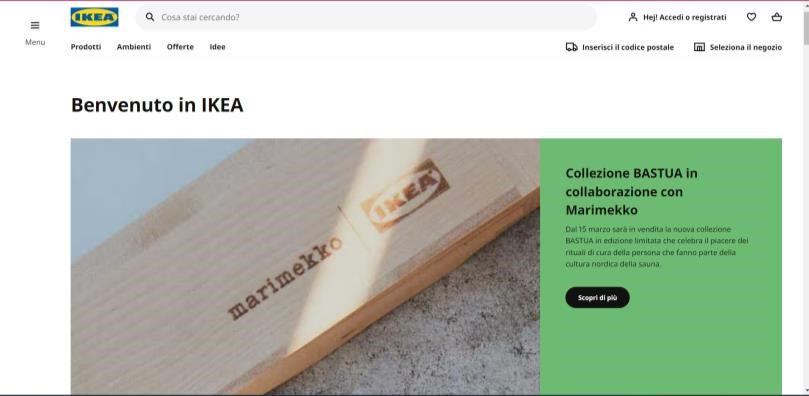 IKEA
Cosa stai cercando?
Hej! Accedi o registrati
Menu
Prodotti
Ambienti
Offerte
Idee
Inserisci il codice postale
Seleziona il negozio
Benvenuto in IKEA
marimekko
IKEA
Collezione BASTUA in
collaborazione con
Marimekko
Dal 15 marzo sarà in vendita la nuova collezione
BASTUA in edizione limitata che celebra il piacere dei
rituali di cura della persona che fanno parte della
cultura nordica della sauna.
Scopri di più